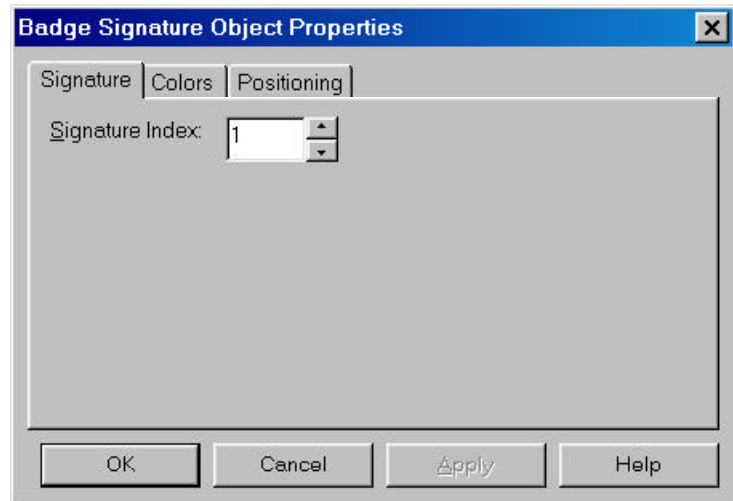 Badge Signature Object Properties
Signature Colors Positioning
Signature Index: 1
OK Cancel Apply Help